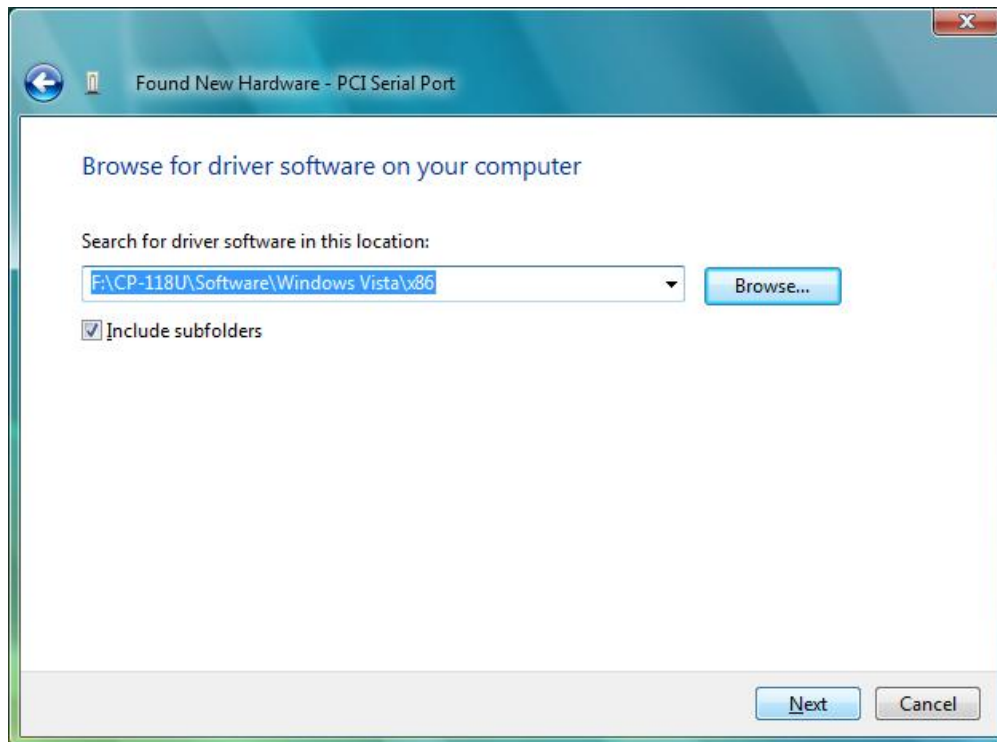 Found New Hardware - PCI Serial Port
Browse for driver software on your computer
Search for driver software in this location:
F:\CP-118U\Software\Windows Vista\x86
Browse...
Include subfolders
Next
Cancel